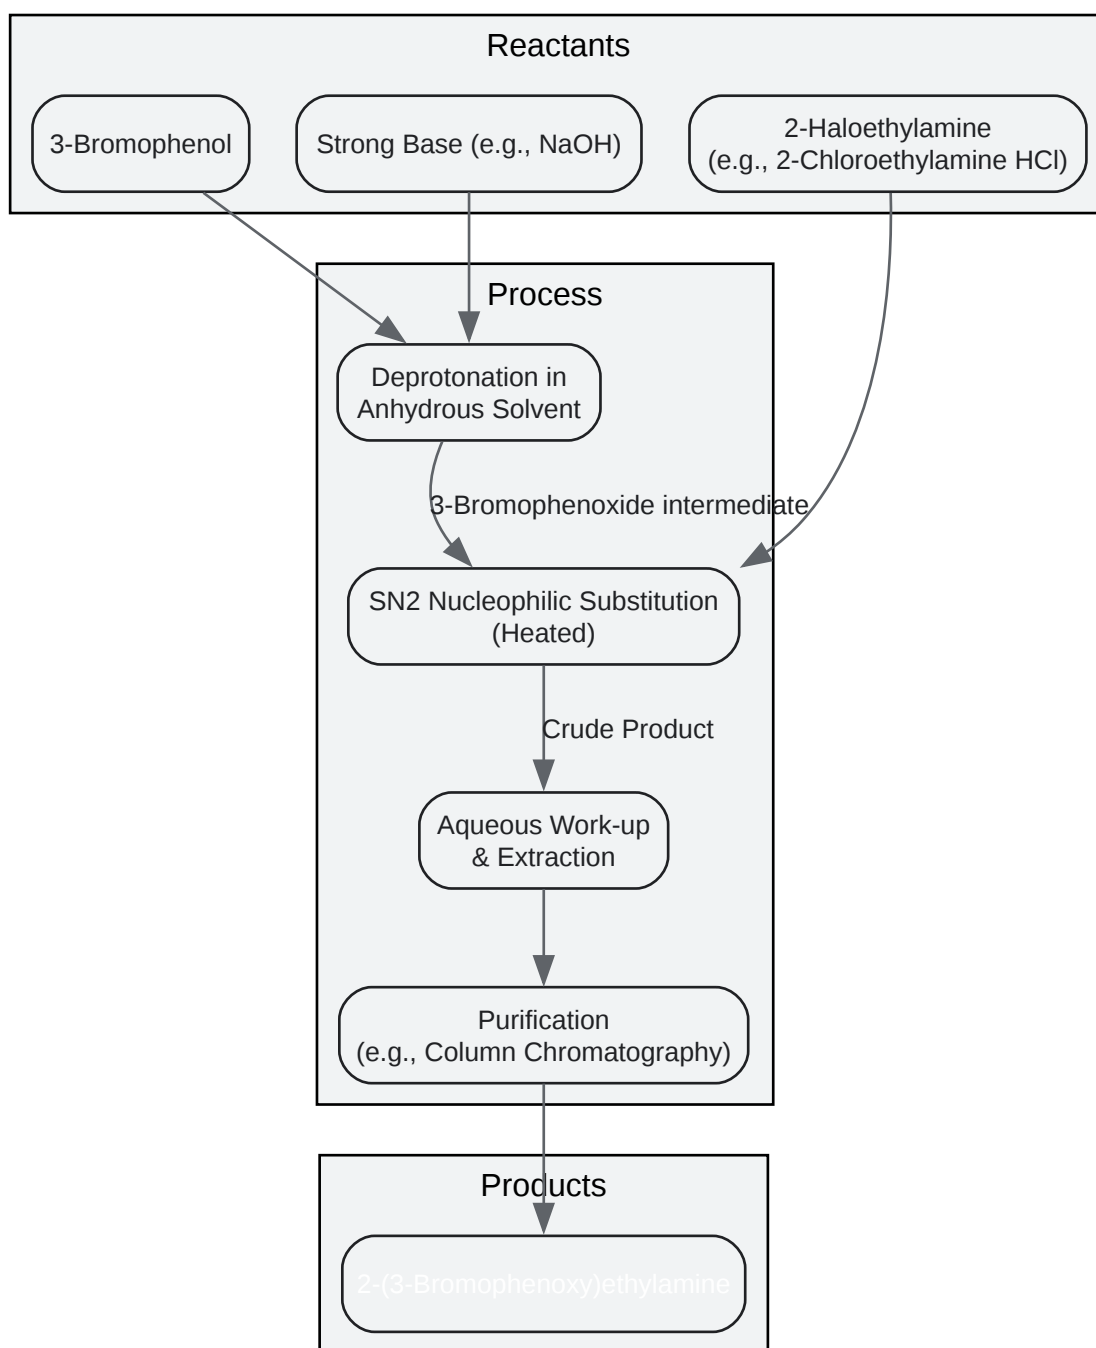 Reactants
3-Bromophenol
Strong Base (e.g., NaOH)
2-Haloethylamine
(e.g., 2-Chloroethylamine HCl)
Process
Deprotonation in
Anhydrous Solvent
3-Bromophenoxide intermediate
SN2 Nucleophilic Substitution
(Heated)
Crude Product
Aqueous Work-up
& Extraction
Purification
(e.g., Column Chromatography)
Products
2-(3-Bromophenoxy)ethylamine